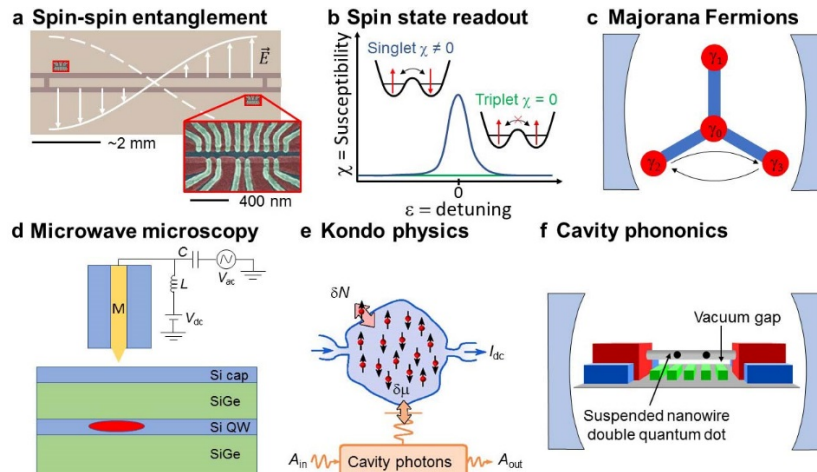 a Spin-spin entanglement
E
~2 mm
400 nm
b Spin state readout
χ = Susceptibility
Singlet χ ≠ 0
Triplet χ = 0
0
ε = detuning
c Majorana Fermions
γ1
γ0
γ2
γ3
d Microwave microscopy
C
Vac
L
Vdc
M
Si cap
SiGe
Si QW
SiGe
e Kondo physics
δN
Idc
δμ
Ain
Cavity photons
Aout
f Cavity phononics
Vacuum gap
Suspended nanowire
double quantum dot